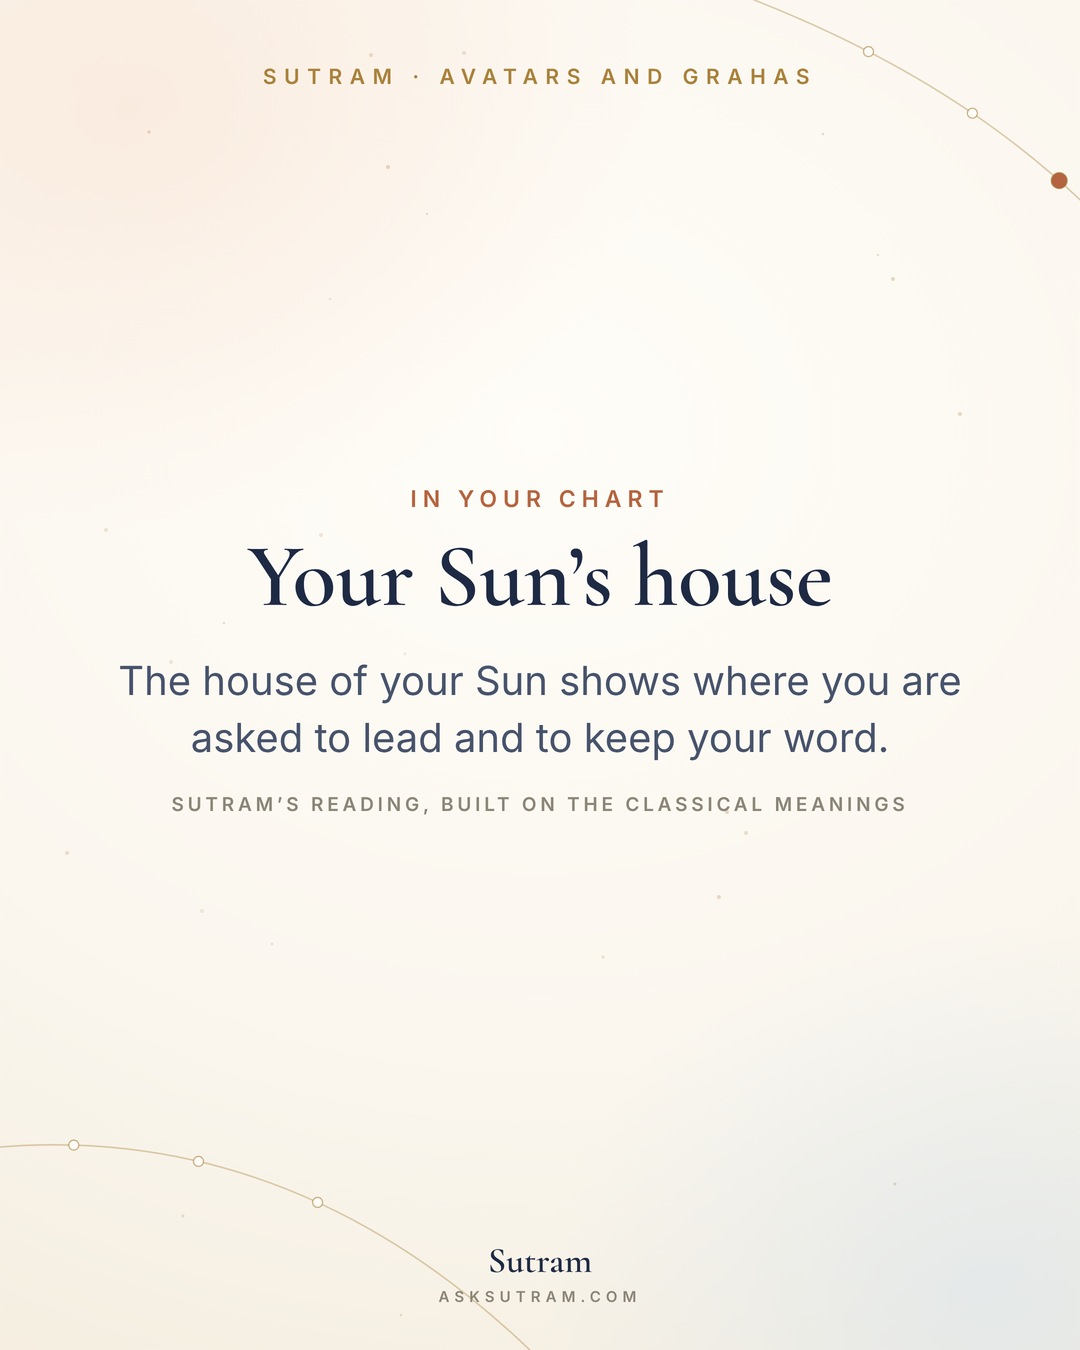 SUTRAM · AVATARS AND GRAHAS
IN YOUR CHART
Your Sun’s house
The house of your Sun shows where you are
asked to lead and to keep your word.
SUTRAM’S READING, BUILT ON THE CLASSICAL MEANINGS
Sutram
ASKSUTRAM.COM